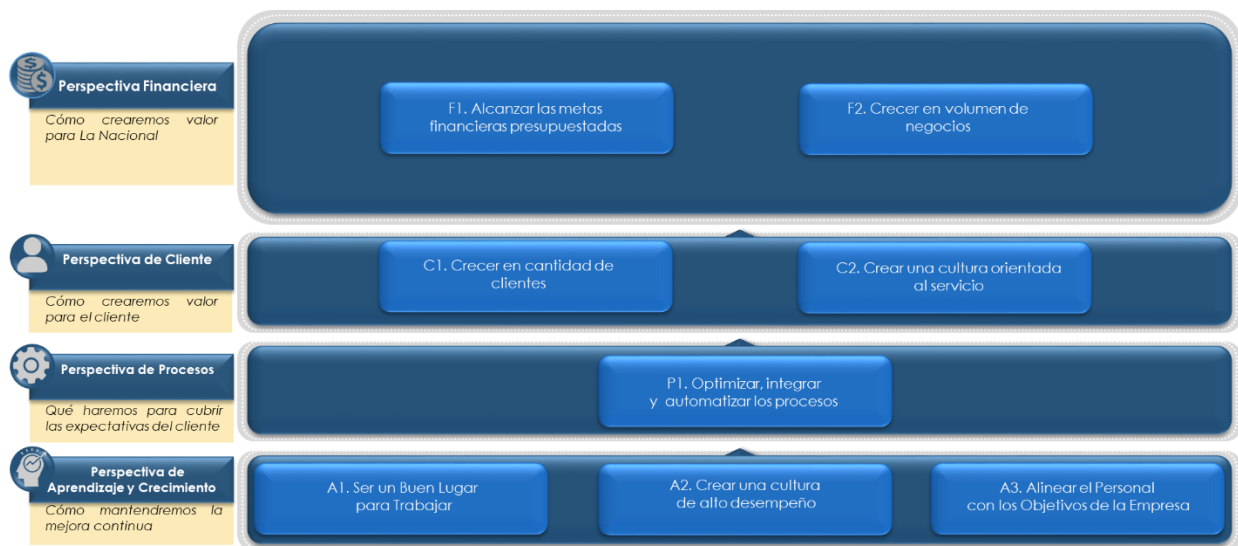 Perspectiva Financiera
Cómo crearemos valor
para La Nacional
F1. Alcanzar las metas
financieras presupuestadas
F2. Crecer en volumen de
negocios
Perspectiva de Cliente
Cómo crearemos valor
para el cliente
C1. Crecer en cantidad de
clientes
C2. Crear una cultura orientada
al servicio
Perspectiva de Procesos
Qué haremos para cubrir
las expectativas del cliente
P1. Optimizar, integrar
y automatizar los procesos
Perspectiva de
Aprendizaje y Crecimiento
Cómo mantendremos la
mejora continua
A1. Ser un Buen Lugar
para Trabajar
A2. Crear una cultura
de alto desempeño
A3. Alinear el Personal
con los Objetivos de la Empresa